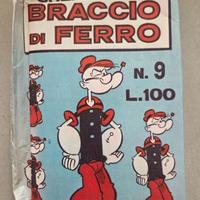 BRACCIO
DI FERRO
N. 9
L.100